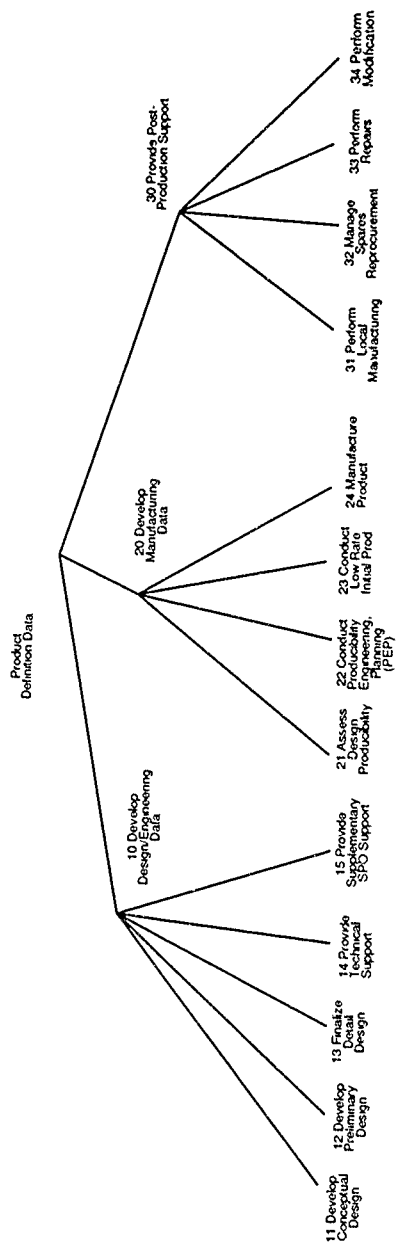 Product
Definition Data
10 Develop
Design/Engineering
Data
20 Develop
Manufacturing
Data
30 Provide Post-
Production Support
11 Develop
Conceptual
Design
12 Develop
Preliminary
Design
13 Finalize
Detail
Design
14 Provide
Technical
Support
15 Provide
Supplementary
SPO Support
21 Assess
Design
Producibility
22 Conduct
Producibility
Engineering,
Planning
(PEP)
23 Conduct
Low Rate
Initial Prod
24 Manufacture
Product
31 Perform
Local
Manufacturing
32 Manage
Spares
Reprocurement
33 Perform
Repairs
34 Perform
Modification